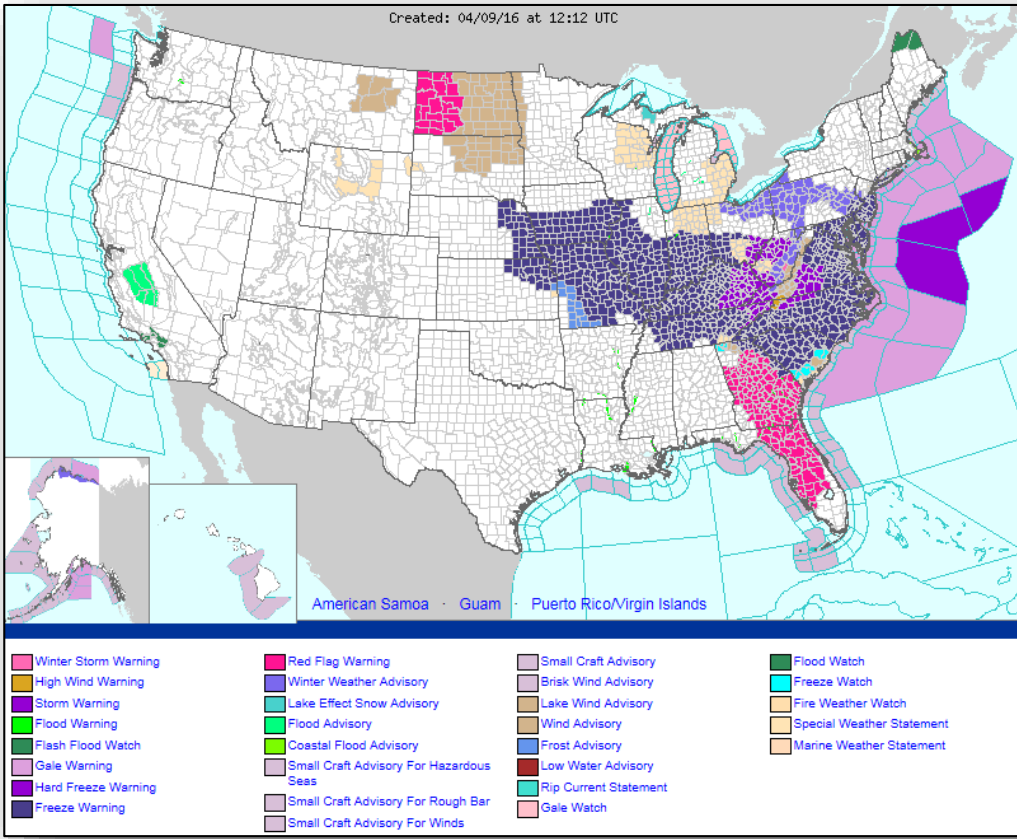 Created: 04/09/16 at 12:12 UTC
American Samoa · Guam · Puerto Rico/Virgin Islands
Winter Storm Warning
High Wind Warning
Storm Warning
Flood Warning
Flash Flood Watch
Gale Warning
Hard Freeze Warning
Freeze Warning
Red Flag Warning
Winter Weather Advisory
Lake Effect Snow Advisory
Flood Advisory
Coastal Flood Advisory
Small Craft Advisory For Hazardous
Seas
Small Craft Advisory For Rough Bar
Small Craft Advisory For Winds
Small Craft Advisory
Brisk Wind Advisory
Lake Wind Advisory
Wind Advisory
Frost Advisory
Low Water Advisory
Rip Current Statement
Gale Watch
Flood Watch
Freeze Watch
Fire Weather Watch
Special Weather Statement
Marine Weather Statement